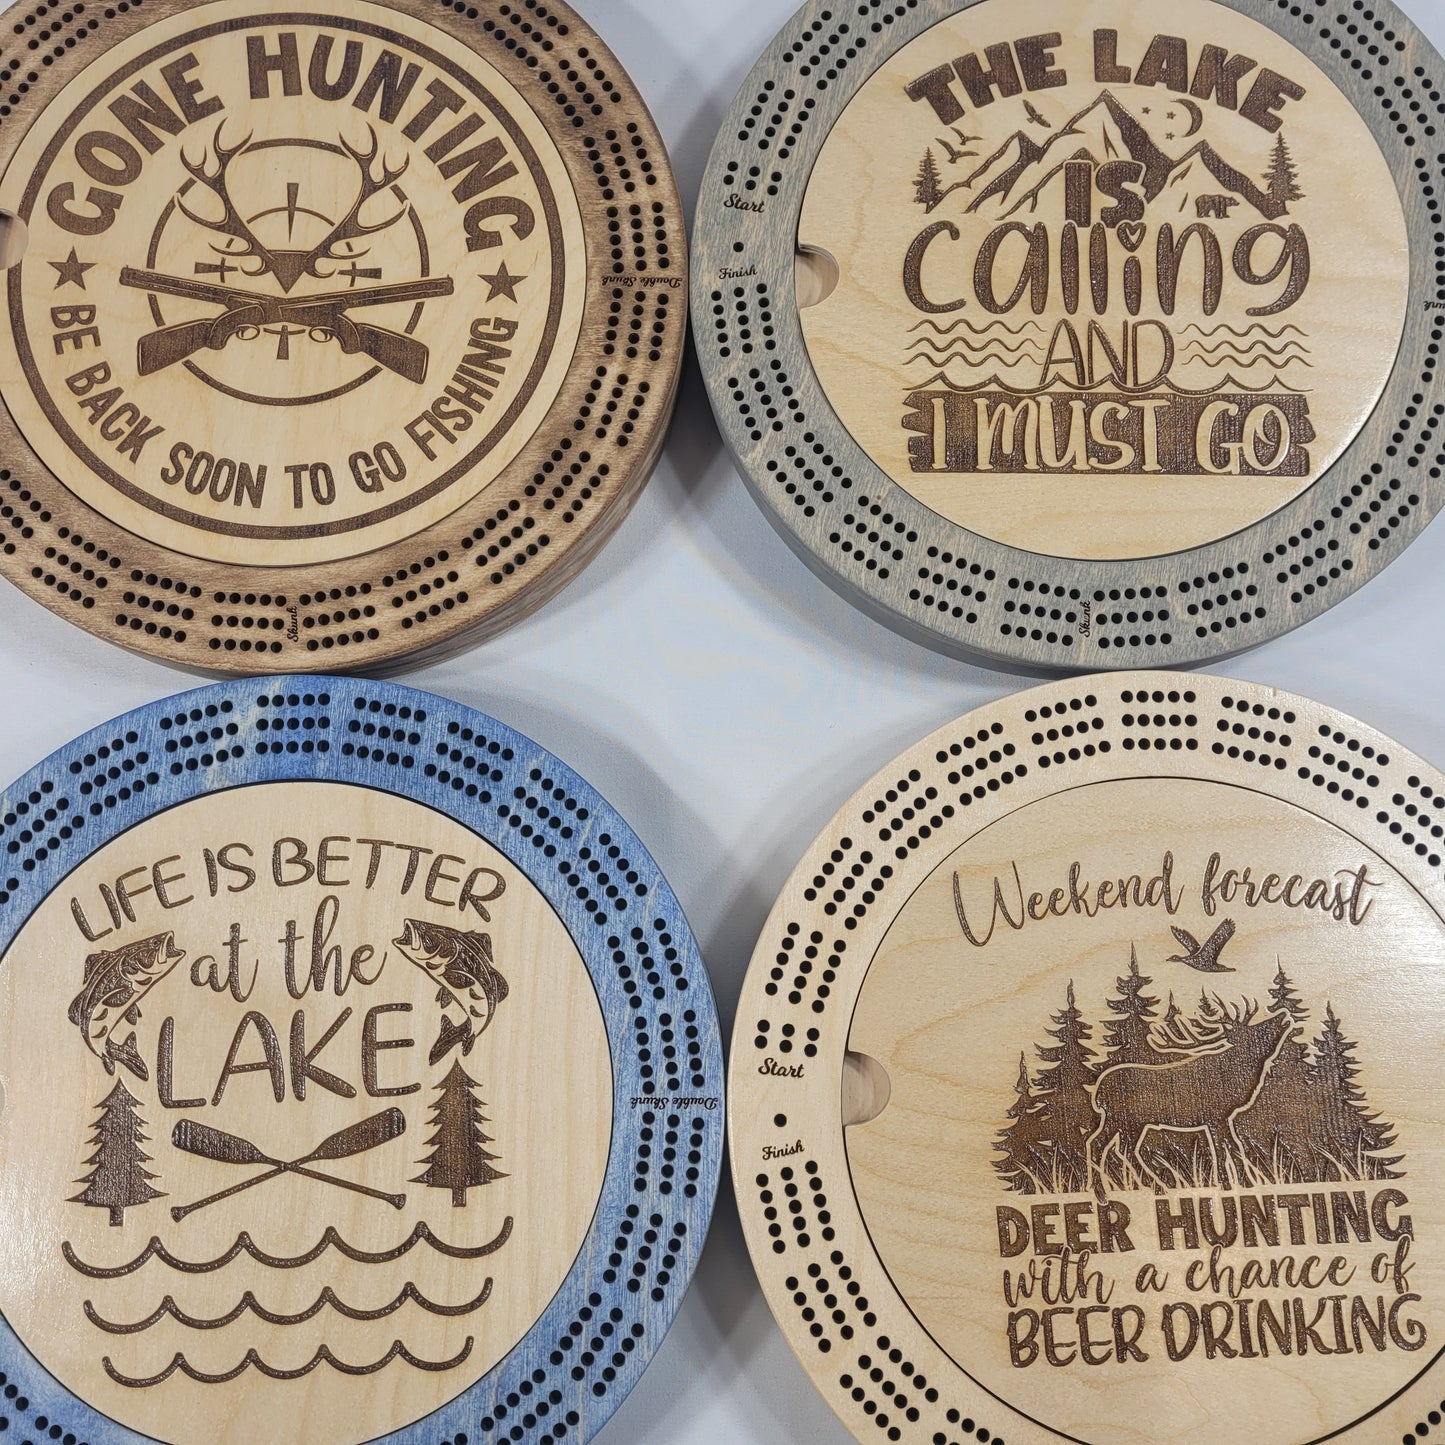 GONE HUNTING
BE BACK SOON TO GO FISHING
Double Skunk
Skunk
THE LAKE
IS
calling
AND
I MUST GO
Start
Finish
Skunk
LIFE IS BETTER
at the
LAKE
Double Skunk
Weekend forecast
DEER HUNTING
with a chance of
BEER DRINKING
Start
Finish